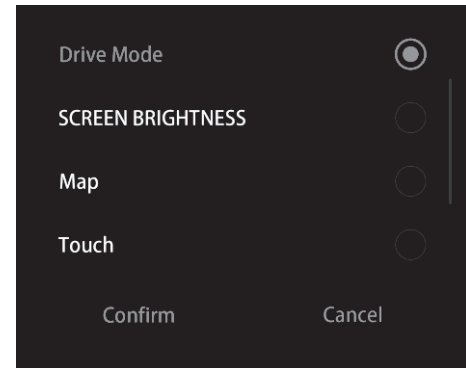 Drive Mode
SCREEN BRIGHTNESS
Map
Touch
Confirm Cancel